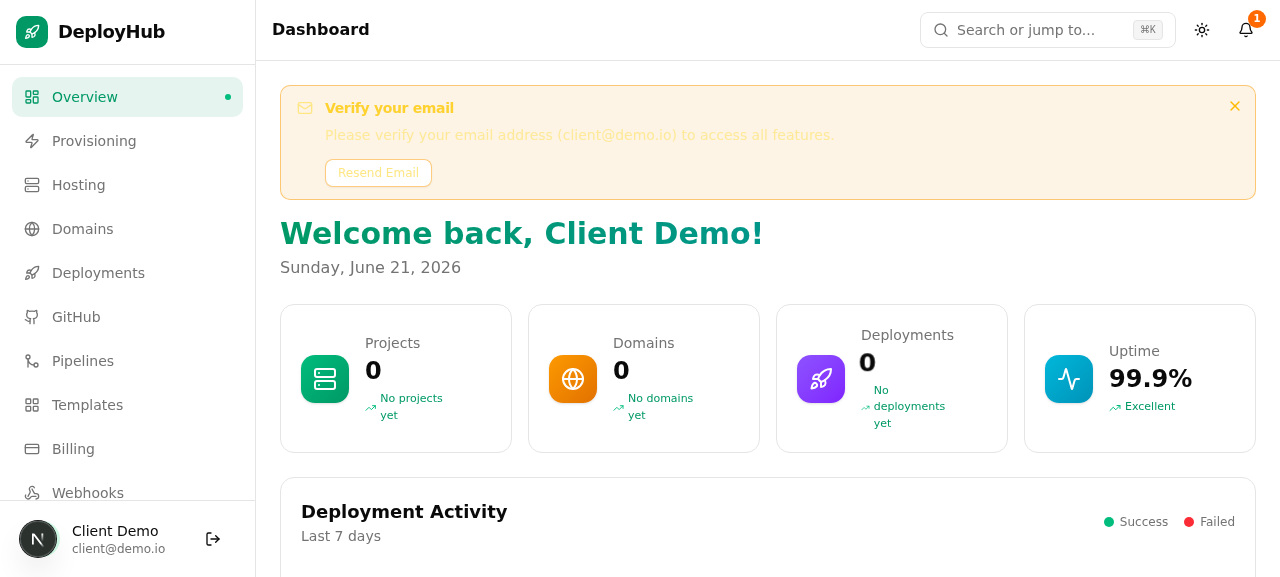 DeployHub
Dashboard
Search or jump to...
⌘K
1
Overview
Provisioning
Hosting
Domains
Deployments
GitHub
Pipelines
Templates
Billing
Webhooks
Client Demo
client@demo.io
N
Verify your email
Please verify your email address (client@demo.io) to access all features.
Resend Email
Welcome back, Client Demo!
Sunday, June 21, 2026
Projects
0
No projects
yet
Domains
0
No domains
yet
Deployments
0
No
deployments
yet
Uptime
99.9%
Excellent
Deployment Activity
Last 7 days
Success
Failed